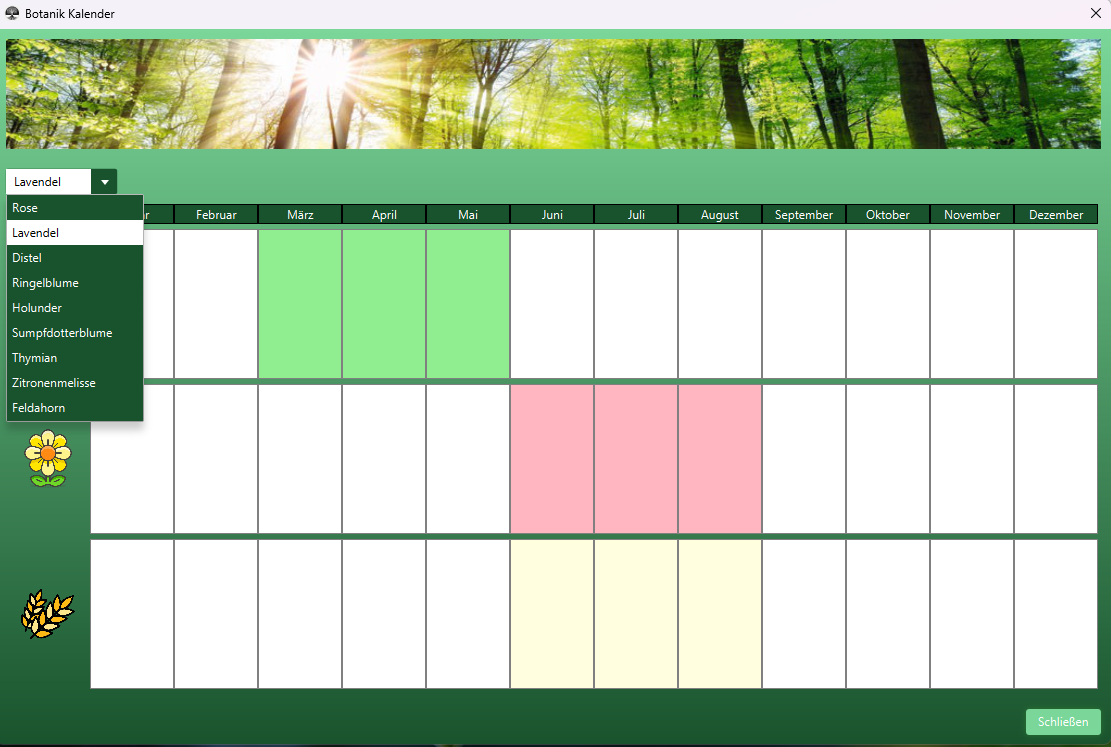 Botanik Kalender
Lavendel
Rose
Lavendel
Distel
Ringelblume
Holunder
Sumpfdotterblume
Thymian
Zitronenmelisse
Feldahorn
Februar März April Mai Juni Juli August September Oktober November Dezember
Schließen